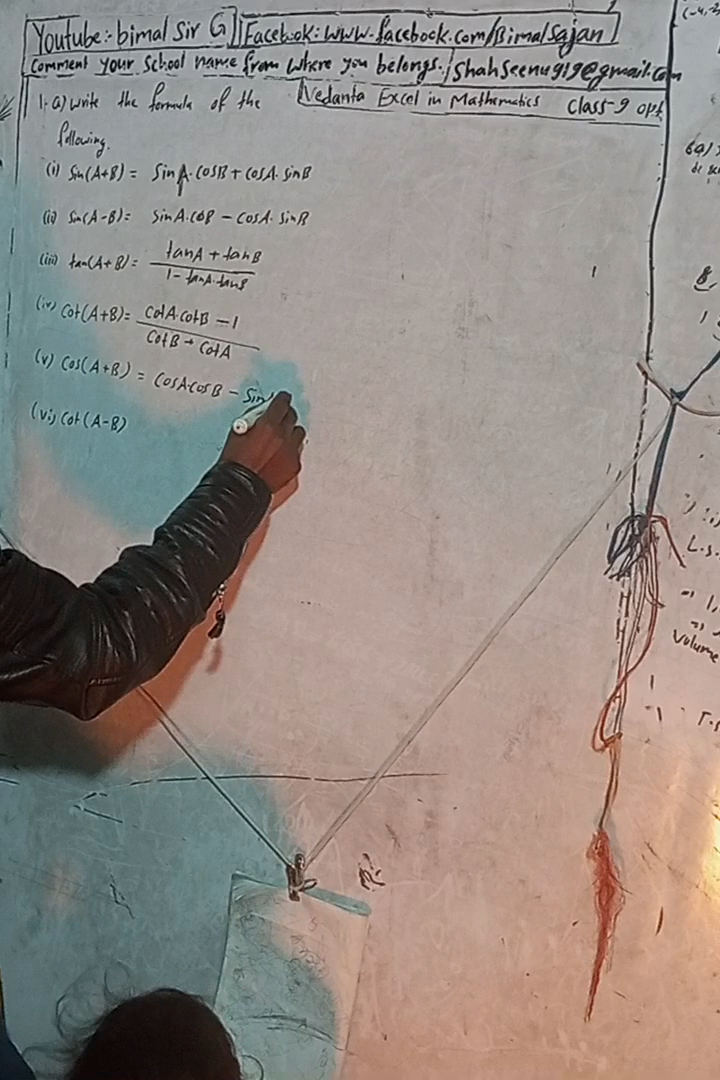 Youtube:- bimal Sir G
Facebook: www.facebook.com/Bimalsajan
Comment your School name from where you belongs.
Shahseenu919@gmail.com
1. a) Write the formula of the
Vedanta Excel in Mathematics Class-9 opt
following.
(i) Sin(A+B) = SinA.COSB + COSA.SinB
(ii) Sin(A-B) = SinA.COB - COSA.SinB
(iii) tan(A+B) = tanA + tanB / 1 - tanA.tanB
(iv) Cot(A+B) = CotA.CotB - 1 / CotB + CotA
(v) Cos(A+B) = COSA.COSB - Sin
(vi) Cot(A-B)
6a)
8.
L.S.
Volume